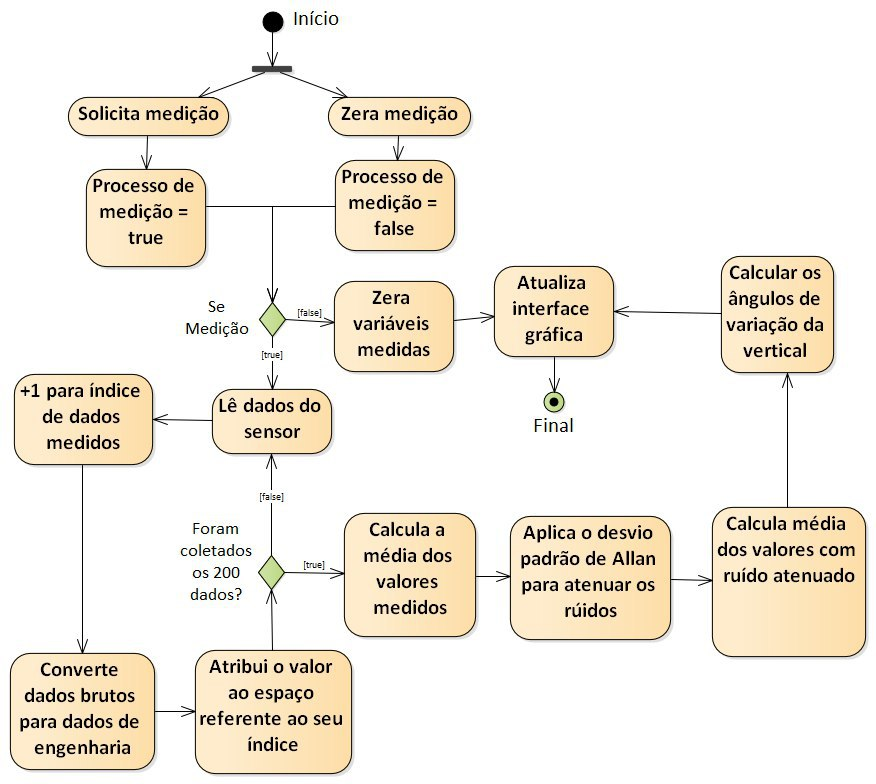 Início
Solicita medição
Zera medição
Processo de
medição =
true
Processo de
medição =
false
Se
Medição
[false]
[true]
Zera
variáveis
medidas
Atualiza
interface
gráfica
Calcular os
ângulos de
variação da
vertical
Final
+1 para índice
de dados
medidos
Lê dados do
sensor
[false]
Foram
coletados
os 200
dados?
[true]
Calcula a
média dos
valores
medidos
Aplica o desvio
padrão de Allan
para atenuar os
rúidos
Calcula média
dos valores com
ruído atenuado
Converte
dados brutos
para dados de
engenharia
Atribui o valor
ao espaço
referente ao seu
índice